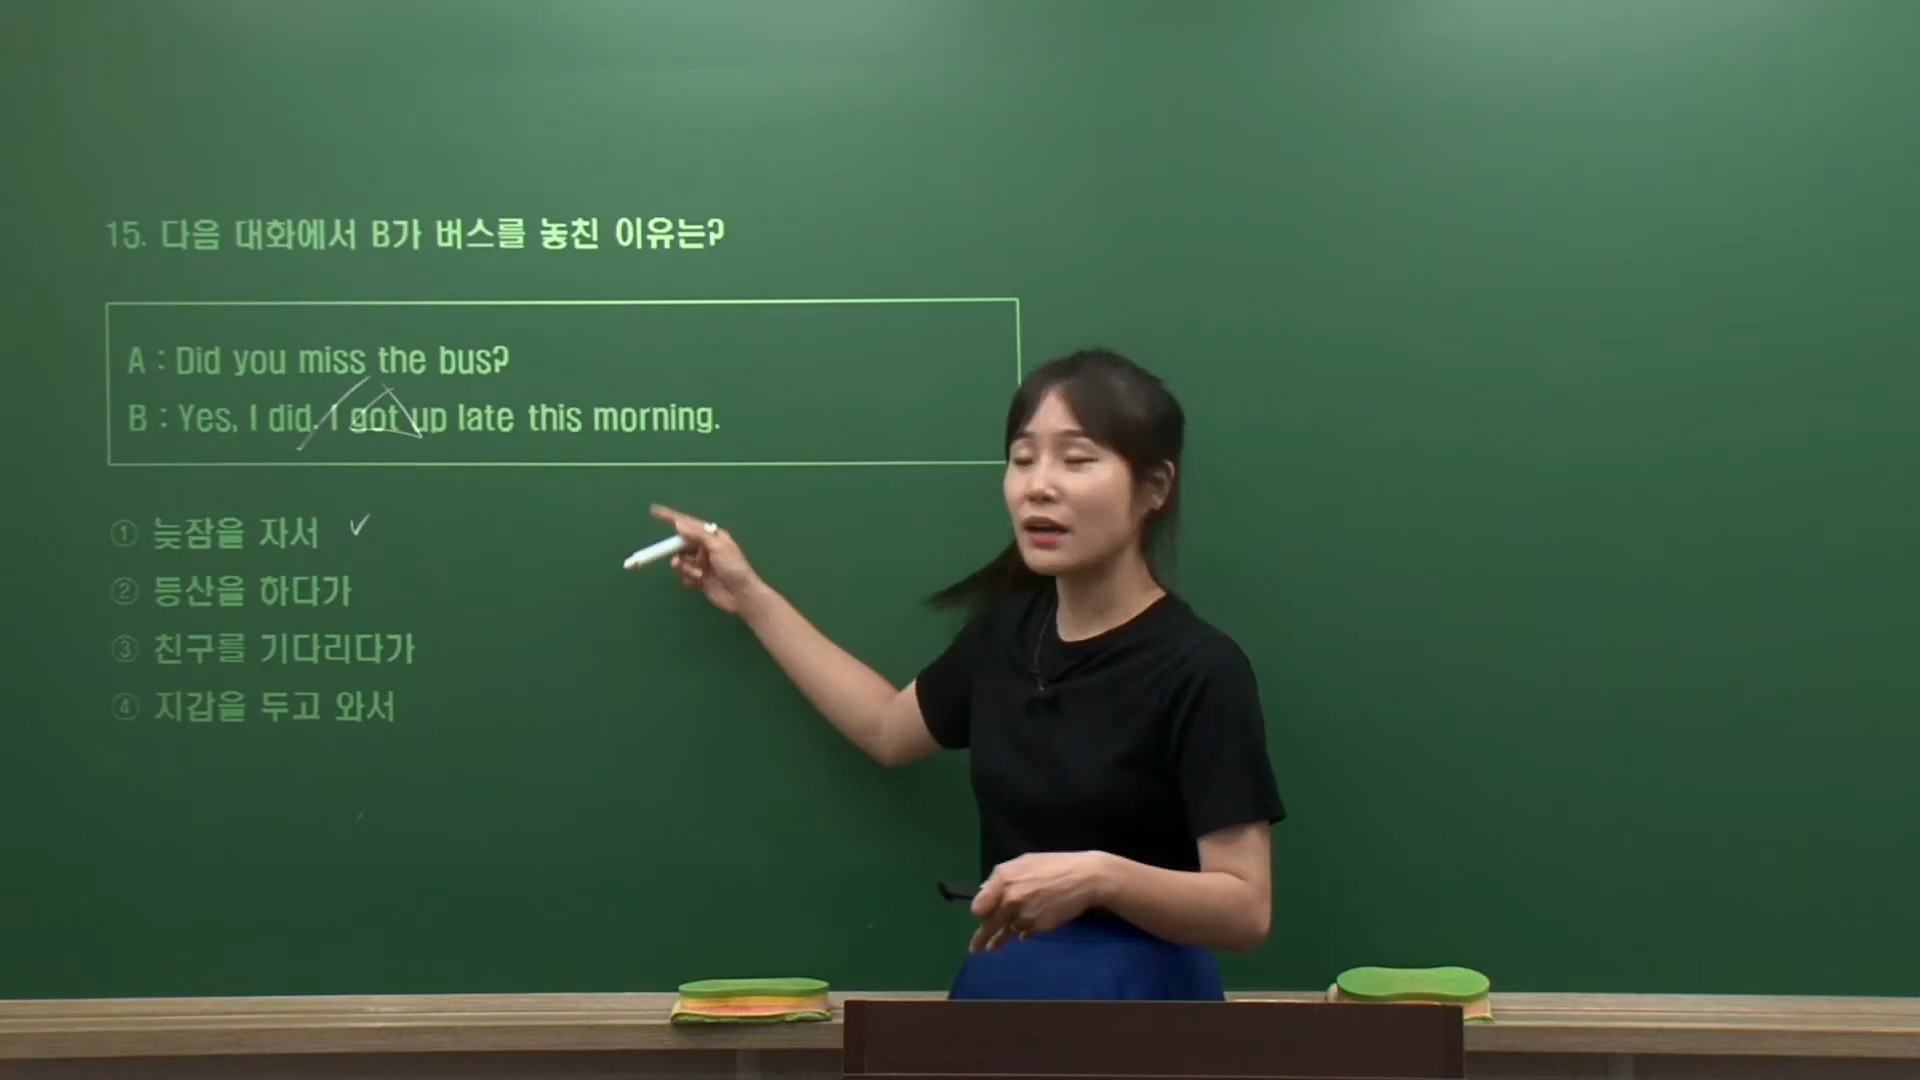 15. 다음 대화에서 B가 버스를 놓친 이유는?
A : Did you miss the bus?
B : Yes, I did. I got up late this morning.
① 늦잠을 자서 ✓
② 등산을 하다가
③ 친구를 기다리다가
④ 지갑을 두고 와서